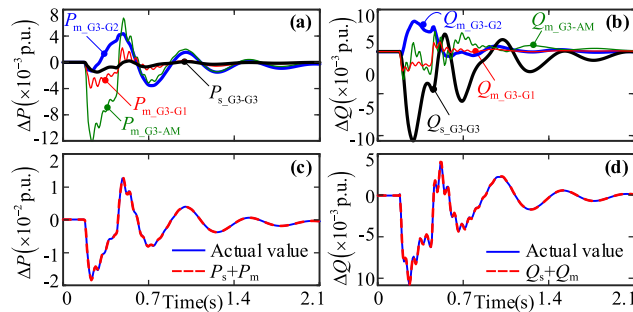 (a)
ΔP(×10⁻³ p.u.)
8
4
0
-4
-8
-12
P_m_G3-G2
P_m_G3-G1
P_m_G3-AM
P_s_G3-G3
(b)
ΔQ(×10⁻³ p.u.)
10
5
0
5
10
Q_m_G3-G2
Q_m_G3-AM
Q_m_G3-G1
Q_s_G3-G3
(c)
ΔP(×10⁻² p.u.)
2
1
0
-1
-2
Actual value
P_s+P_m
0 0.7 Time(s) 1.4 2.1
(d)
ΔQ(×10⁻³ p.u.)
5
0
5
10
Actual value
Q_s+Q_m
0 0.7 Time(s) 1.4 2.1